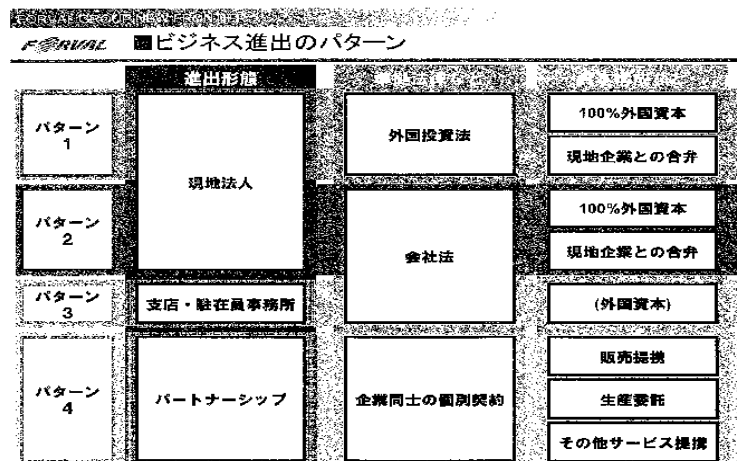 FORVAL GROUP NEW FRONTIER
FORVAL
■ビジネス進出のパターン
進出形態
パターン
1
現地法人
外国投資法
100%外国資本
現地企業との合弁
パターン
2
会社法
100%外国資本
現地企業との合弁
パターン
3
支店・駐在員事務所
(外国資本)
パターン
4
パートナーシップ
企業同士の個別契約
販売提携
生産委託
その他サービス提携